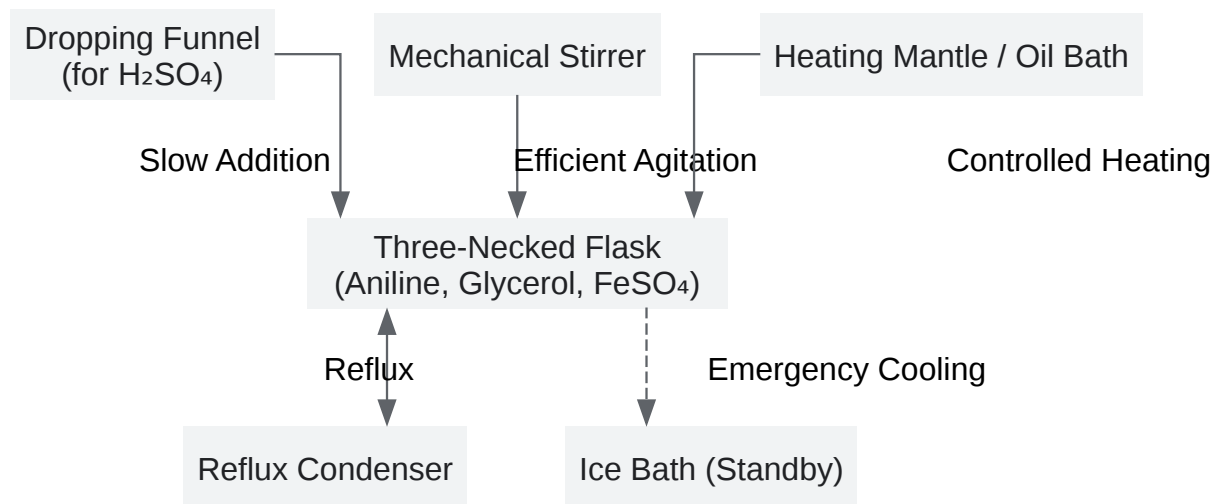 Dropping Funnel
(for H₂SO₄)
Mechanical Stirrer
Heating Mantle / Oil Bath
Slow Addition
Efficient Agitation
Controlled Heating
Three-Necked Flask
(Aniline, Glycerol, FeSO₄)
Reflux
Emergency Cooling
Reflux Condenser
Ice Bath (Standby)